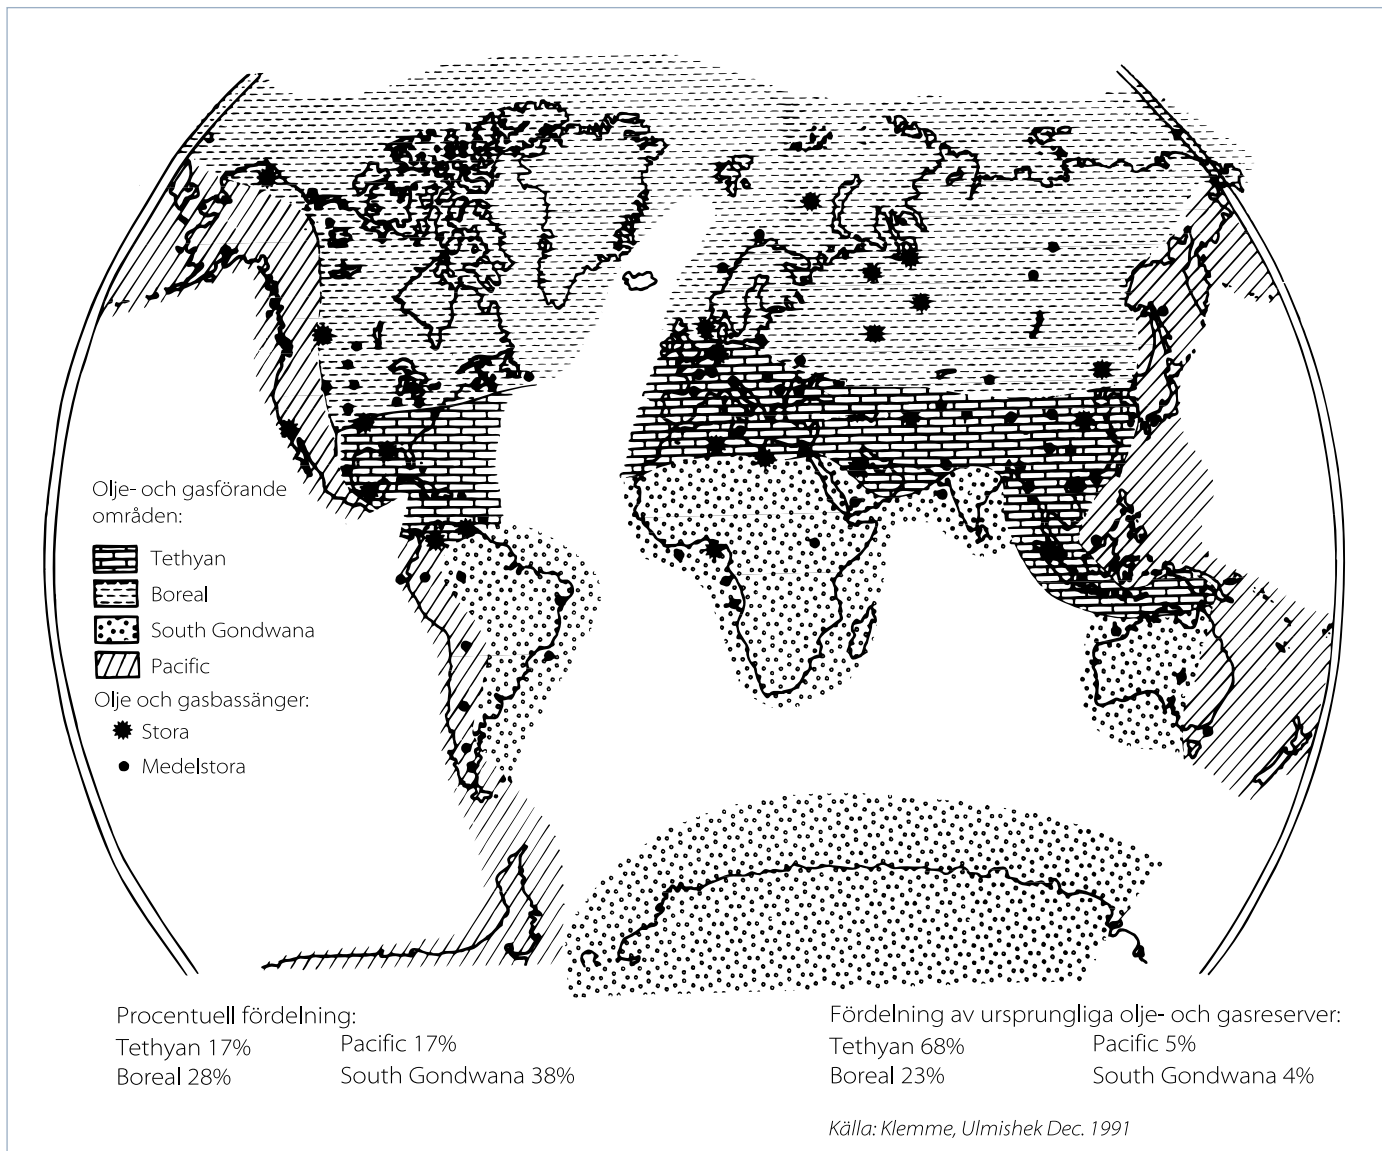 Olje- och gasförande
områden:
Tethyan
Boreal
South Gondwana
Pacific
Olje och gasbassänger:
Stora
Medelstora
Procentuell fördelning:
Tethyan 17%
Pacific 17%
Boreal 28%
South Gondwana 38%
Fördelning av ursprungliga olje- och gasreserver:
Tethyan 68%
Pacific 5%
Boreal 23%
South Gondwana 4%
Källa: Klemme, Ulmishek Dec. 1991